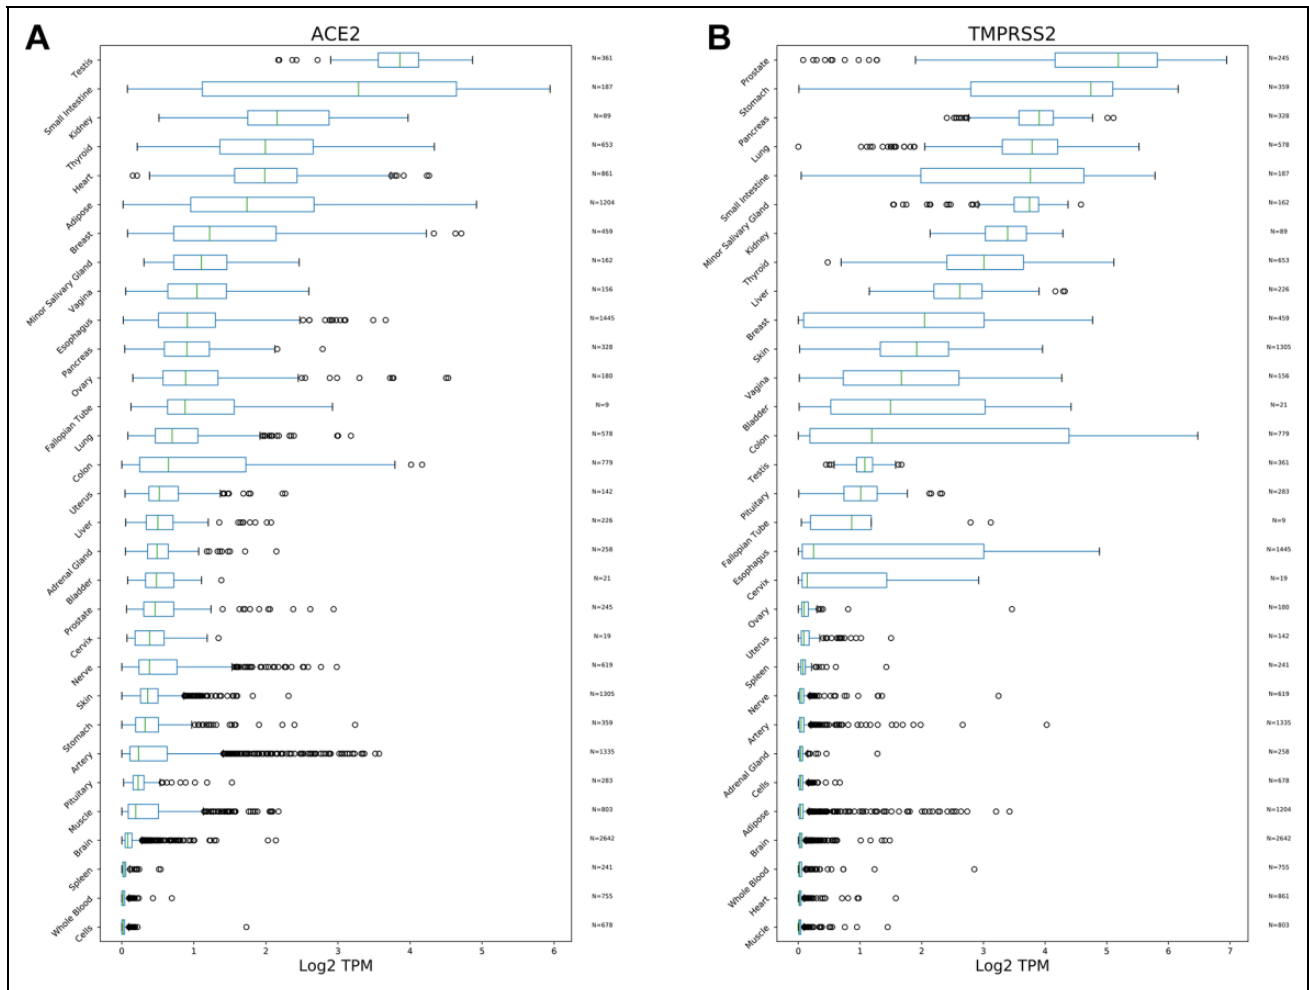 A
ACE2
Testis N=361
Small Intestine N=187
Kidney N=89
Thyroid N=653
Heart N=861
Adipose N=1204
Breast N=459
Minor Salivary Gland N=162
Vagina N=156
Esophagus N=1445
Pancreas N=328
Ovary N=180
Fallopian Tube N=9
Lung N=578
Colon N=779
Uterus N=142
Liver N=226
Adrenal Gland N=258
Bladder N=21
Prostate N=245
Cervix N=19
Nerve N=619
Skin N=1305
Stomach N=359
Artery N=1335
Pituitary N=283
Muscle N=803
Brain N=2642
Spleen N=241
Whole Blood N=755
Cells N=678
0 1 2 3 4 5 6
Log2 TPM
B
TMPRSS2
Prostate N=245
Stomach N=359
Pancreas N=328
Lung N=578
Small Intestine N=187
Minor Salivary Gland N=162
Kidney N=89
Thyroid N=653
Liver N=226
Breast N=459
Skin N=1305
Vagina N=156
Bladder N=21
Colon N=779
Testis N=361
Pituitary N=283
Fallopian Tube N=9
Esophagus N=1445
Cervix N=19
Ovary N=180
Uterus N=142
Spleen N=241
Nerve N=619
Artery N=1335
Adrenal Gland N=258
Cells N=678
Adipose N=1204
Brain N=2642
Whole Blood N=755
Heart N=861
Muscle N=803
0 1 2 3 4 5 6 7
Log2 TPM